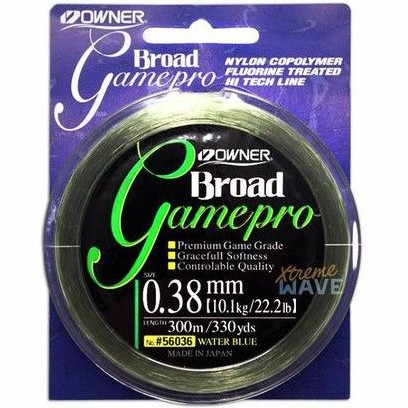 OWNER
Broad
Gamepro
NYLON COPOLYMER
FLUORINE TREATED
HI TECH LINE
OWNER
Broad
Gamepro
Premium Game Grade
Gracefull Softness
Controlable Quality
SIZE
0.38mm
[10.1kg/22.2lb]
LENGTH 300m/330yds
No #56036 WATER BLUE
MADE IN JAPAN
Xtreme
WAVE